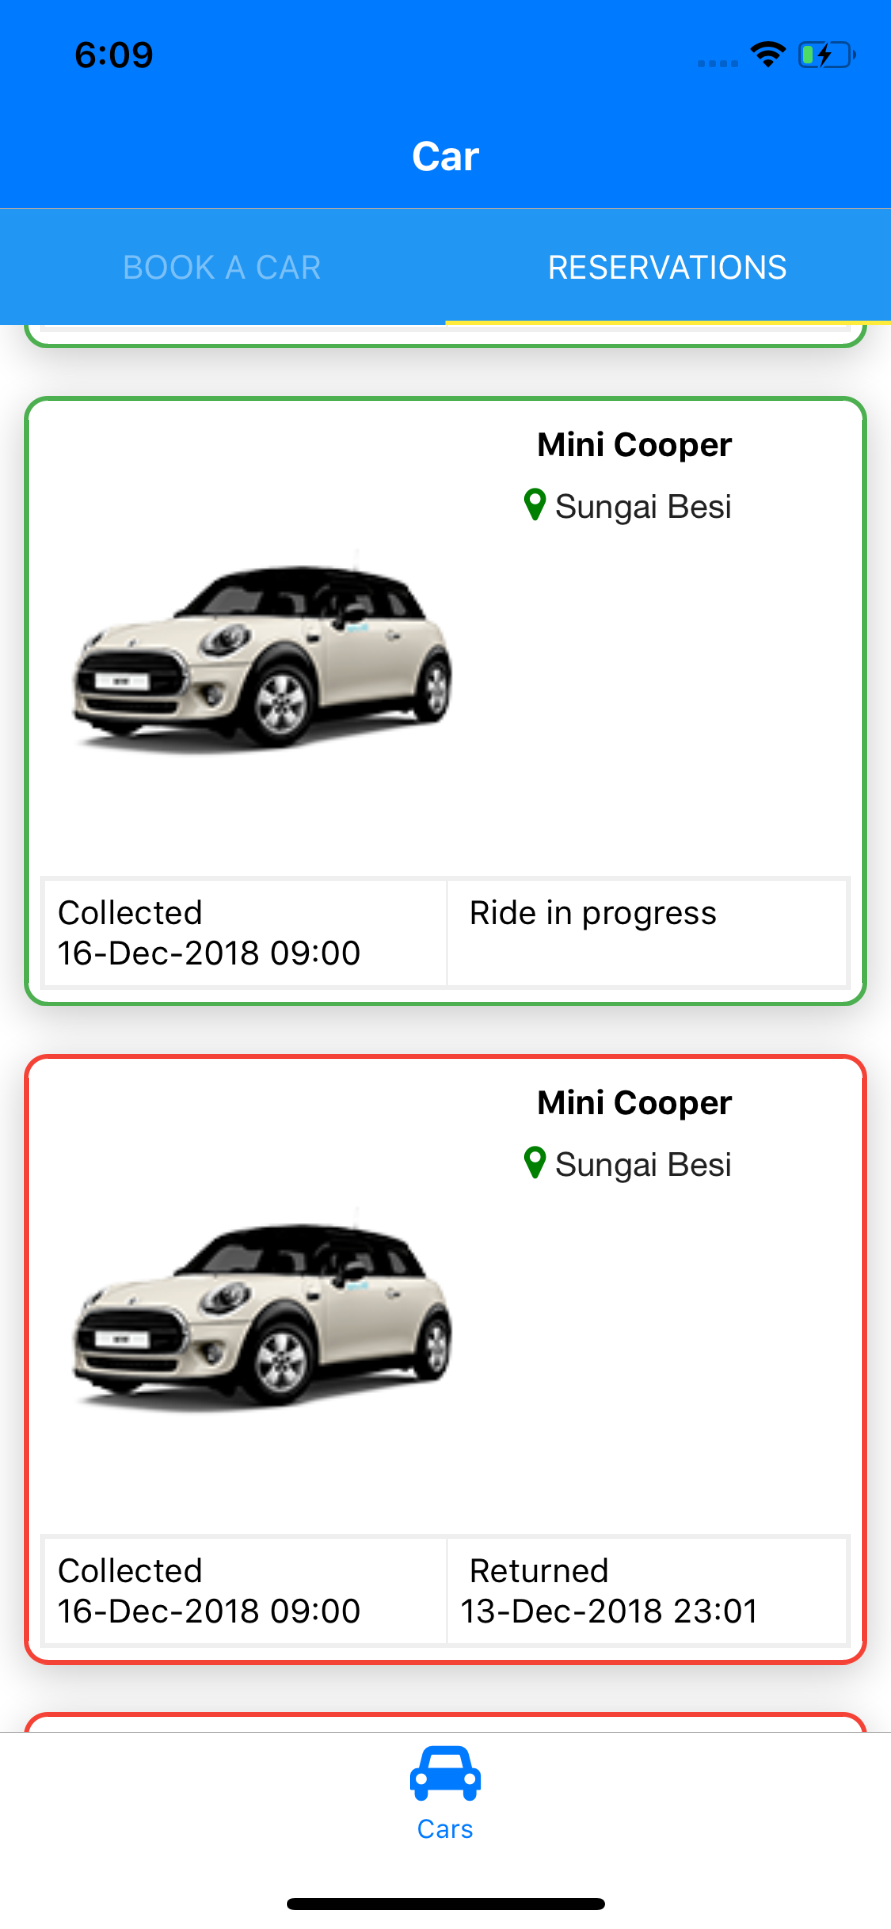 6:09
Car
BOOK A CAR
RESERVATIONS
Mini Cooper
Sungai Besi
Collected
16-Dec-2018 09:00
Ride in progress
Mini Cooper
Sungai Besi
Collected
16-Dec-2018 09:00
Returned
13-Dec-2018 23:01
Cars